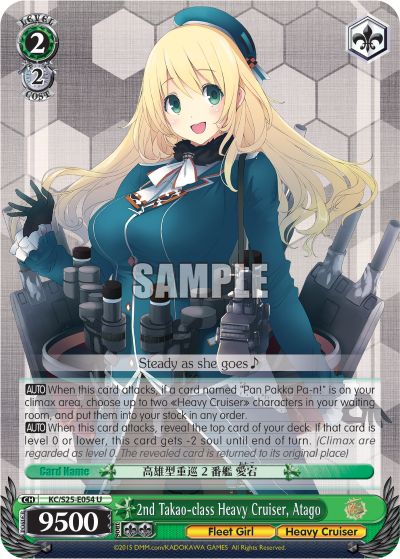 LEVEL
2
2
COST
SAMPLE
Steady as she goes♪
AUTO When this card attacks, if a card named "Pan Pakka Pa-n!" is on your
climax area, choose up to two «Heavy Cruiser» characters in your waiting
room, and put them into your stock in any order.
AUTO When this card attacks, reveal the top card of your deck. If that card is
level 0 or lower, this card gets -2 soul until end of turn. (Climax are
regarded as level 0. The revealed card is returned to its original place)
Card Name
高雄型重巡２番艦 愛宕
CH KC/S25-E054 U
POWER
9500
SOUL
2nd Takao-class Heavy Cruiser, Atago
Fleet Girl
Heavy Cruiser
©2015 DMM.com/KADOKAWA GAMES All Rights Reserved.